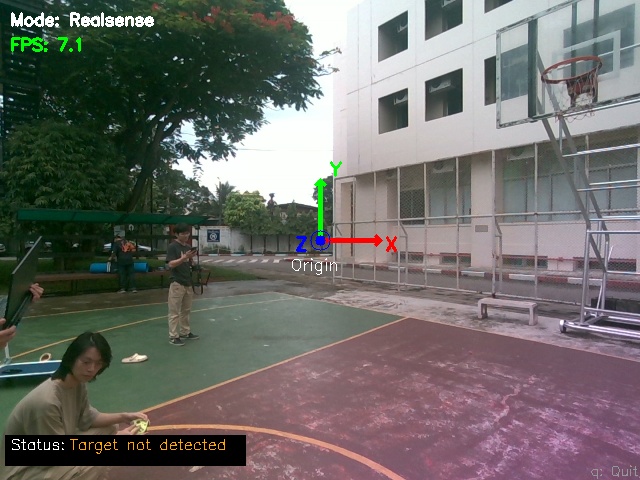 Mode: Realsense
FPS: 7.1
Y
Z
X
Origin
Status: Target not detected
q: Quit